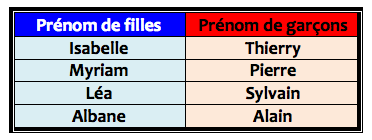 Prénom de filles Prénom de garçons
Isabelle Thierry
Myriam Pierre
Léa Sylvain
Albane Alain